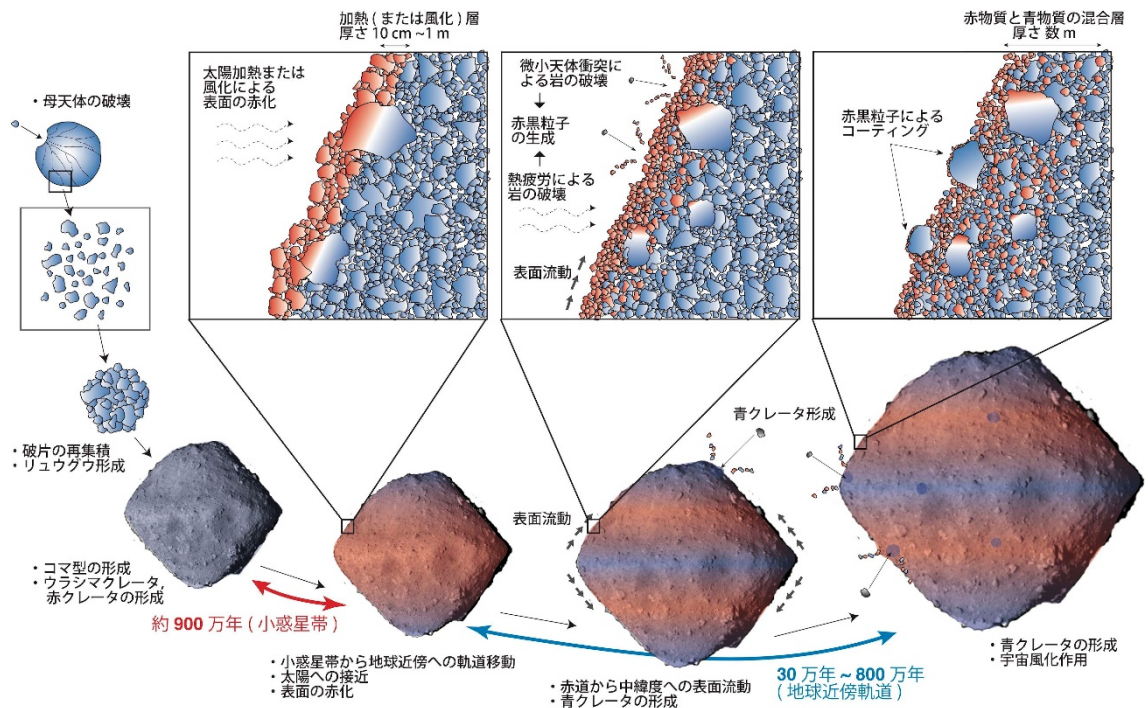 加熱 ( または風化 ) 層
厚さ 10 cm ~1 m
太陽加熱または
風化による
表面の赤化
微小天体衝突に
よる岩の破壊
赤黒粒子
の生成
熱疲労による
岩の破壊
表面流動
赤物質と青物質の混合層
厚さ 数 m
赤黒粒子による
コーティング
・母天体の破壊
・破片の再集積
・リュウグウ形成
・コマ型の形成
・ウラシマクレータ,
赤クレータの形成
約 900 万年 ( 小惑星帯 )
・小惑星帯から地球近傍への軌道移動
・太陽への接近
・表面の赤化
表面流動
青クレータ形成
・赤道から中緯度への表面流動
・青クレータの形成
30 万年 ~ 800 万年
( 地球近傍軌道 )
・青クレータの形成
・宇宙風化作用